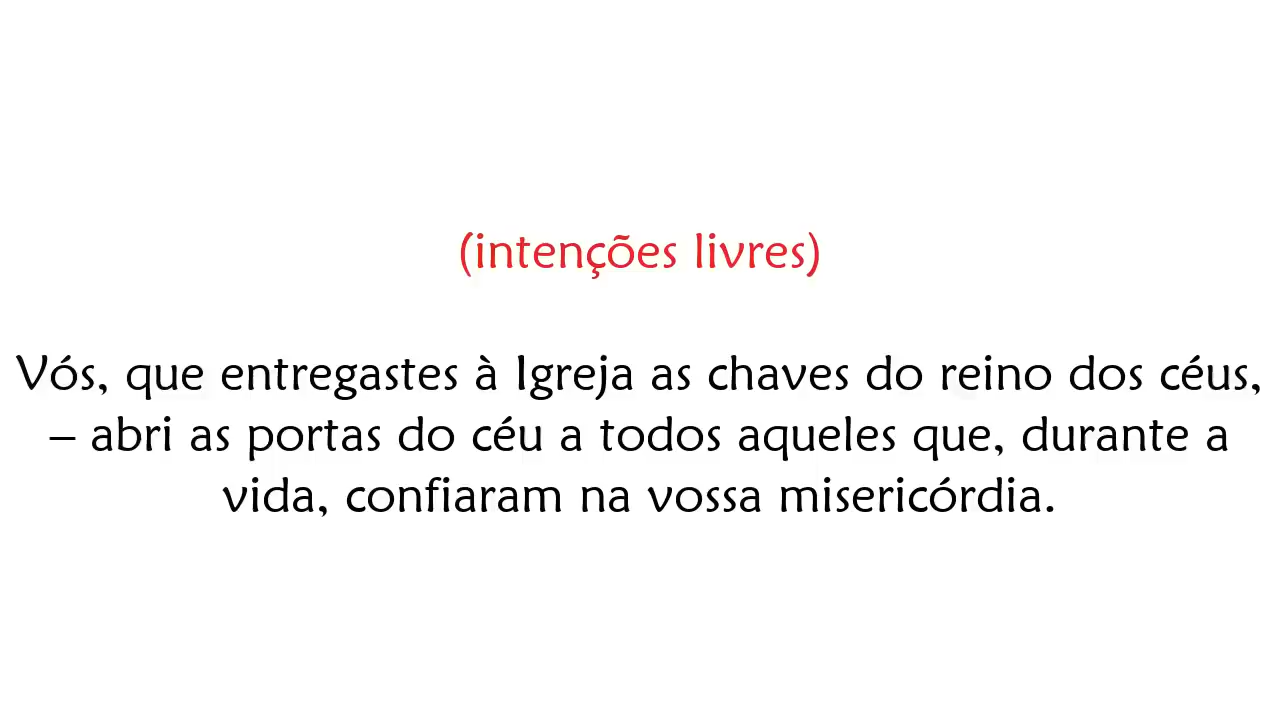 (intenções livres)
Vós, que entregastes à Igreja as chaves do reino dos céus,
– abri as portas do céu a todos aqueles que, durante a
vida, confiaram na vossa misericórdia.